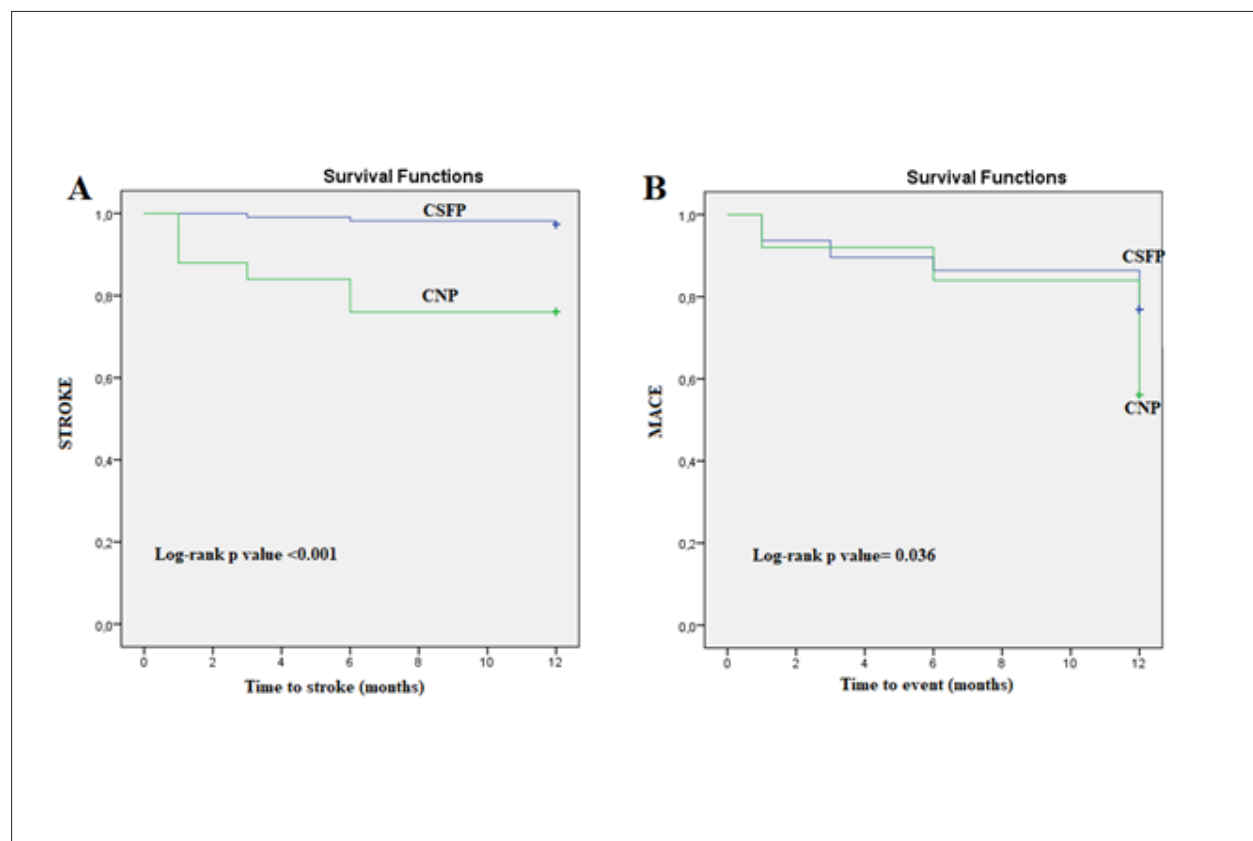 A
Survival Functions
1,0
0,8
0,6
0,4
0,2
0,0
CSFP
CNP
STROKE
Log-rank p value <0.001
0 2 4 6 8 10 12
Time to stroke (months)
B
Survival Functions
1,0
0,8
0,6
0,4
0,2
0,0
CSFP
CNP
MACE
Log-rank p value= 0.036
0 2 4 6 8 10 12
Time to event (months)